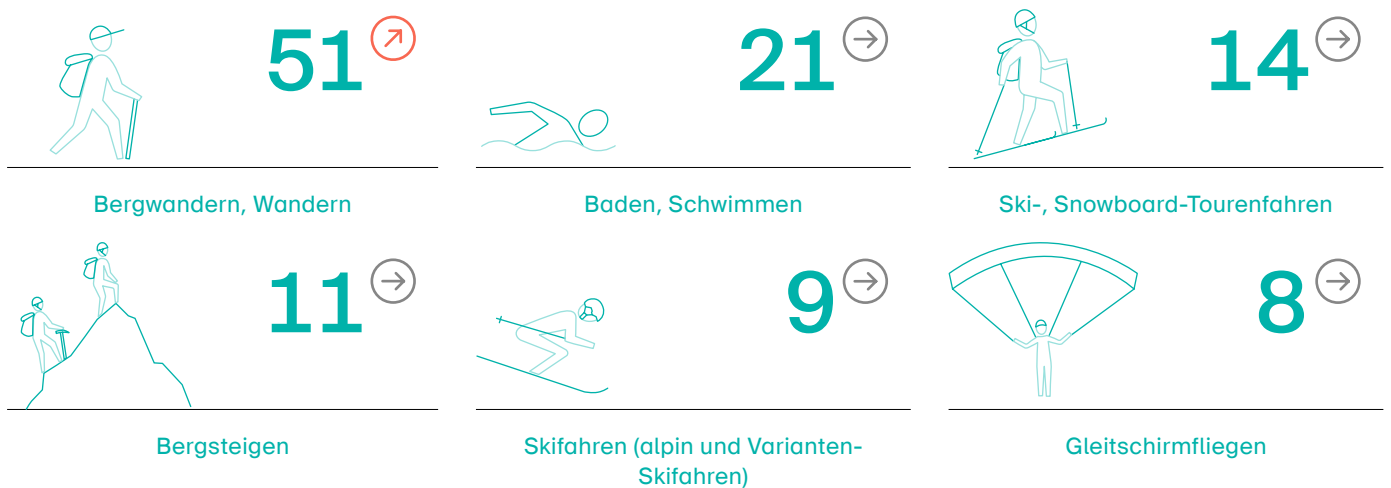 51
21
14
Bergwandern, Wandern
Baden, Schwimmen
Ski-, Snowboard-Tourenfahren
11
9
8
Bergsteigen
Skifahren (alpin und Varianten-
Skifahren)
Gleitschirmfliegen